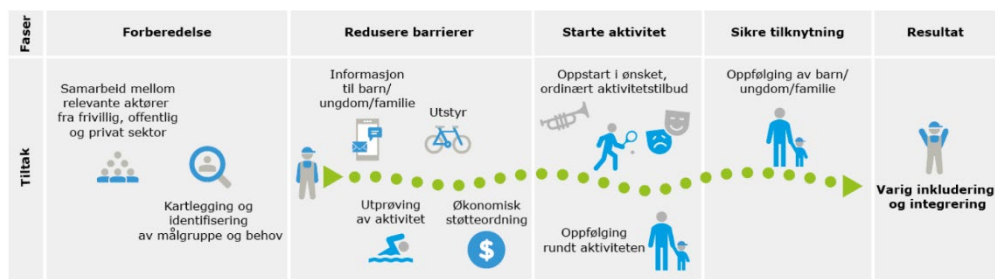 Faser
Forberedelse
Redusere barrierer
Starte aktivitet
Sikre tilknytning
Resultat
Tiltak
Samarbeid mellom
relevante aktører
fra frivillig, offentlig
og privat sektor
Kartlegging og
identifisering
av målgruppe og behov
Informasjon
til barn/
ungdom/familie
Utstyr
Utprøving
av aktivitet
Økonomisk
støtteordning
$
Oppstart i ønsket,
ordinært aktivitetstilbud
Oppfølging
rundt aktiviteten
Oppfølging av barn/
ungdom/familie
Varig inkludering
og integrering